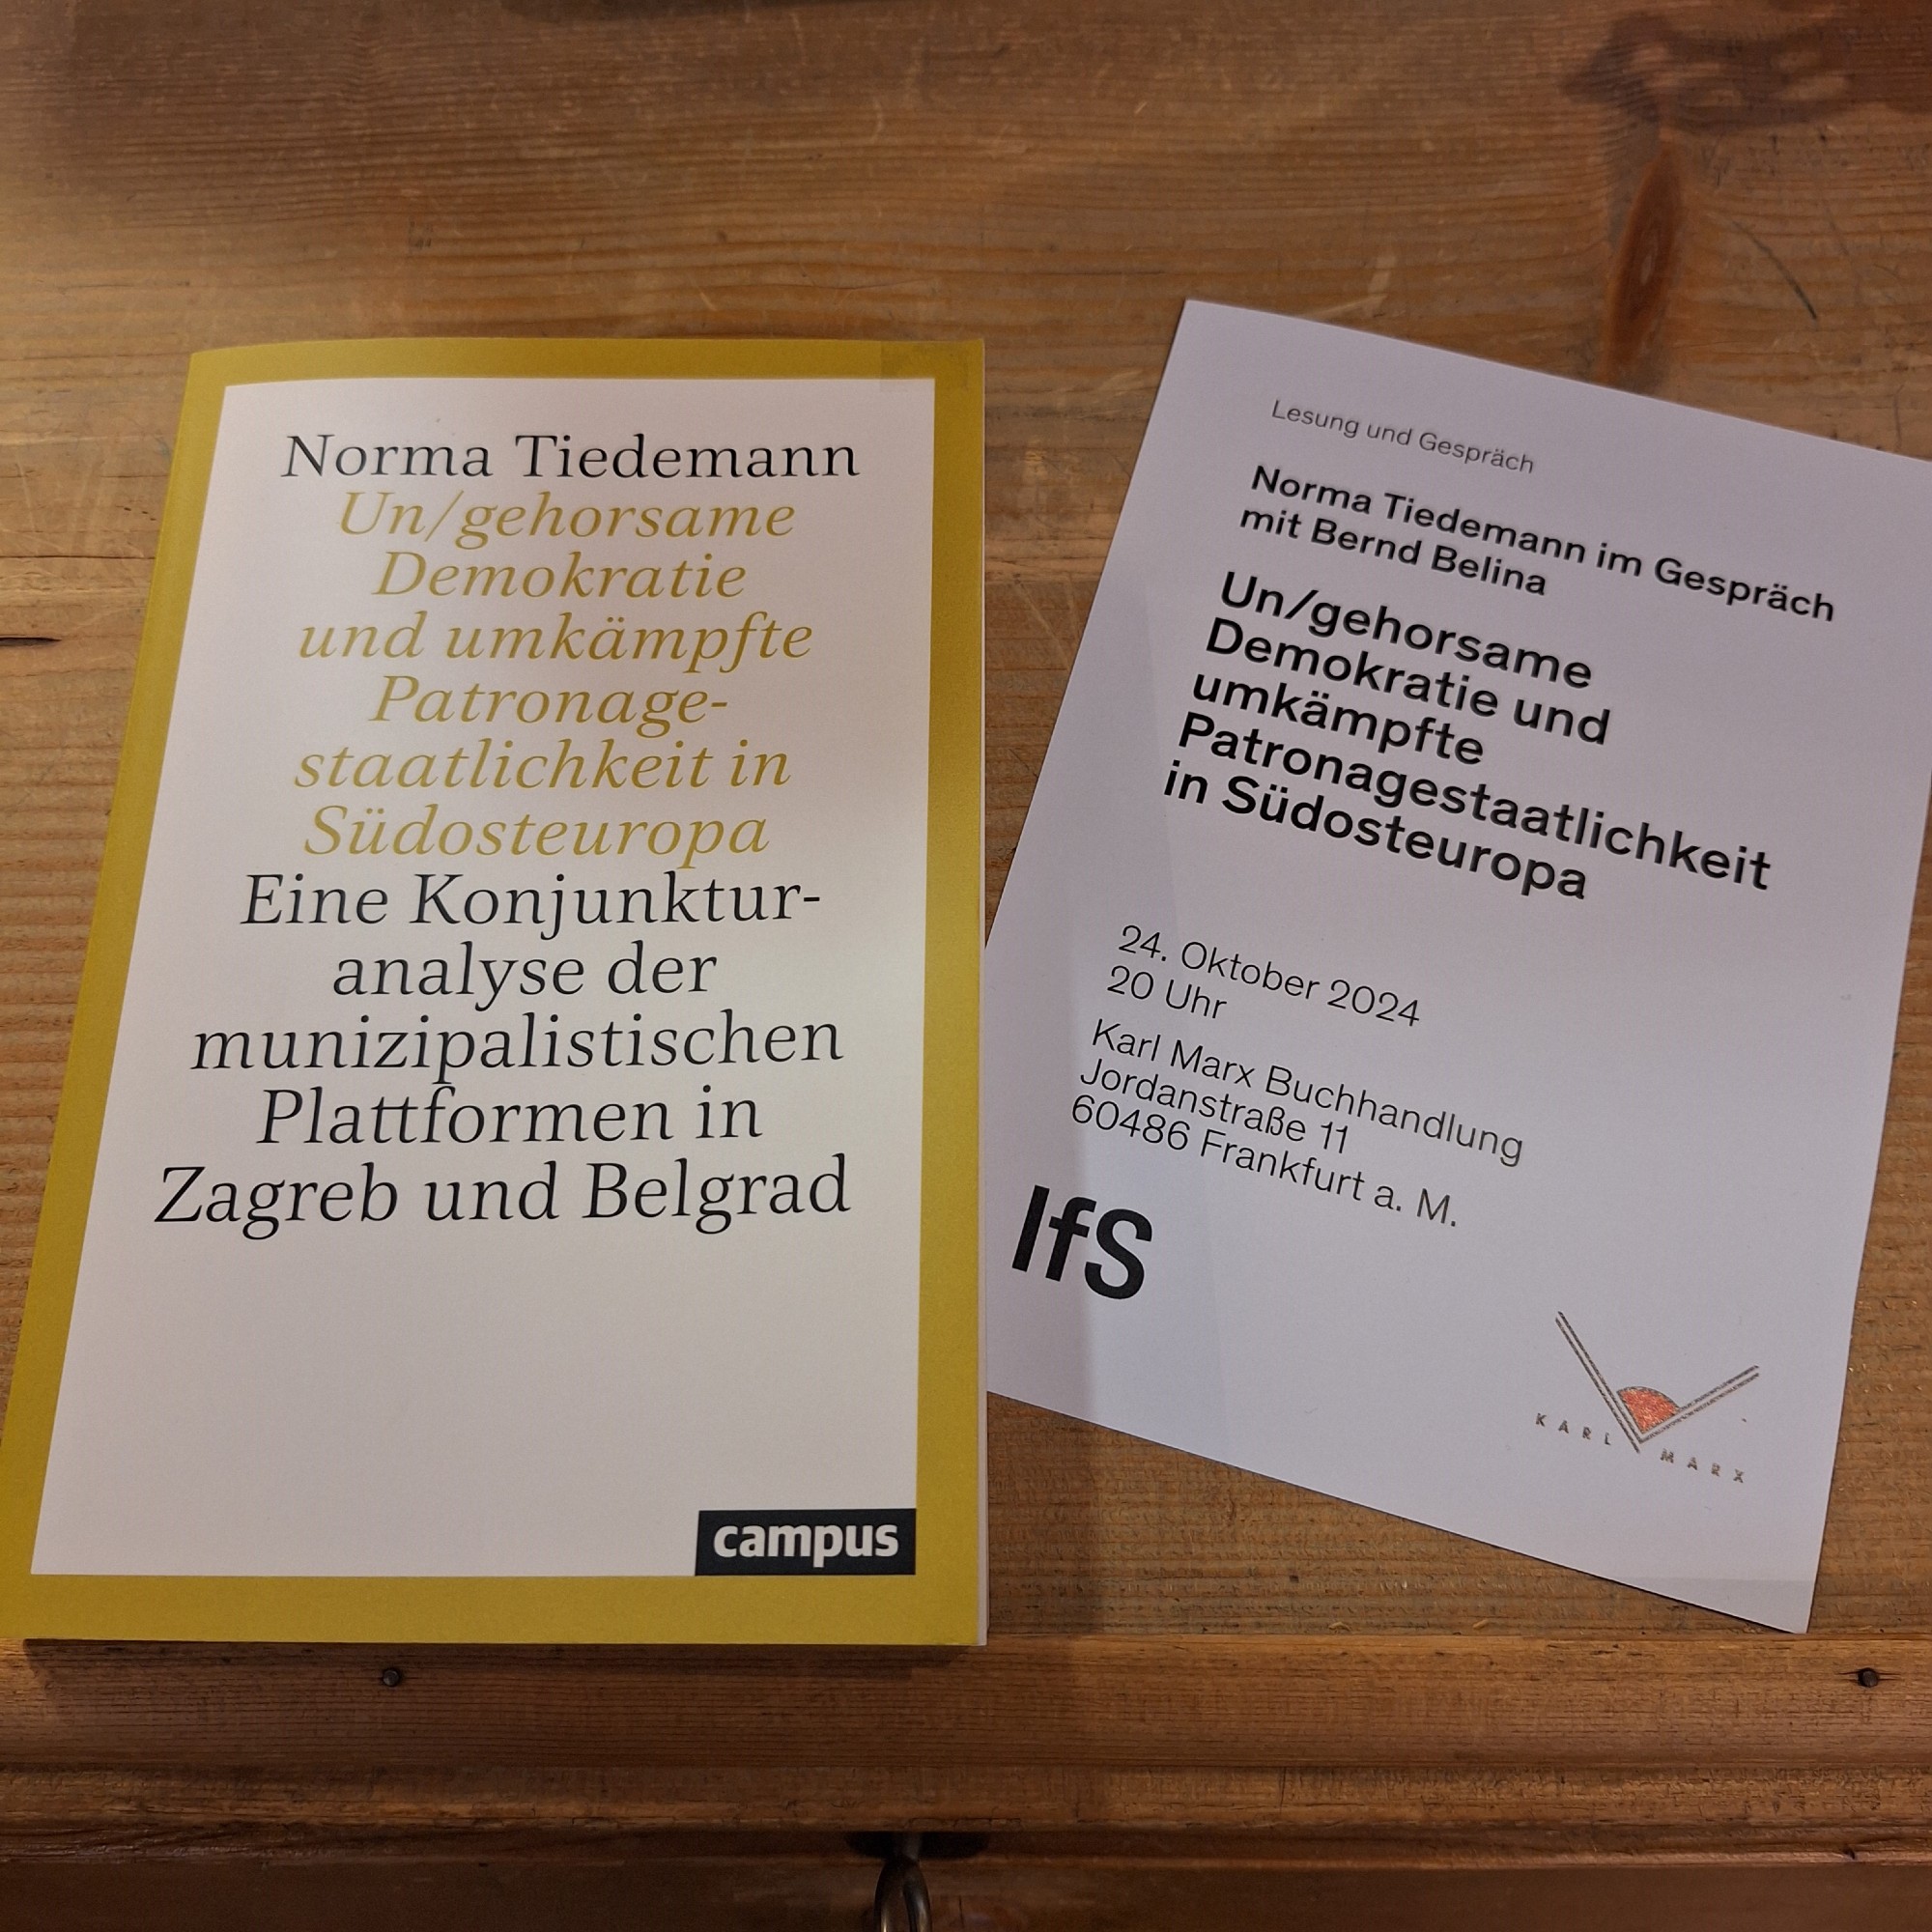 Norma Tiedemann
Un/gehorsame
Demokratie
und umkämpfte
Patronage-
staatlichkeit in
Südosteuropa
Eine Konjunktur-
analyse der
munizipalistischen
Plattformen in
Zagreb und Belgrad
campus
Lesung und Gespräch
Norma Tiedemann im Gespräch
mit Bernd Belina
Un/gehorsame
Demokratie und
umkämpfte
Patronagestaatlichkeit
in Südosteuropa
24. Oktober 2024
20 Uhr
Karl Marx Buchhandlung
Jordanstraße 11
60486 Frankfurt a. M.
IfS
KARL MARX